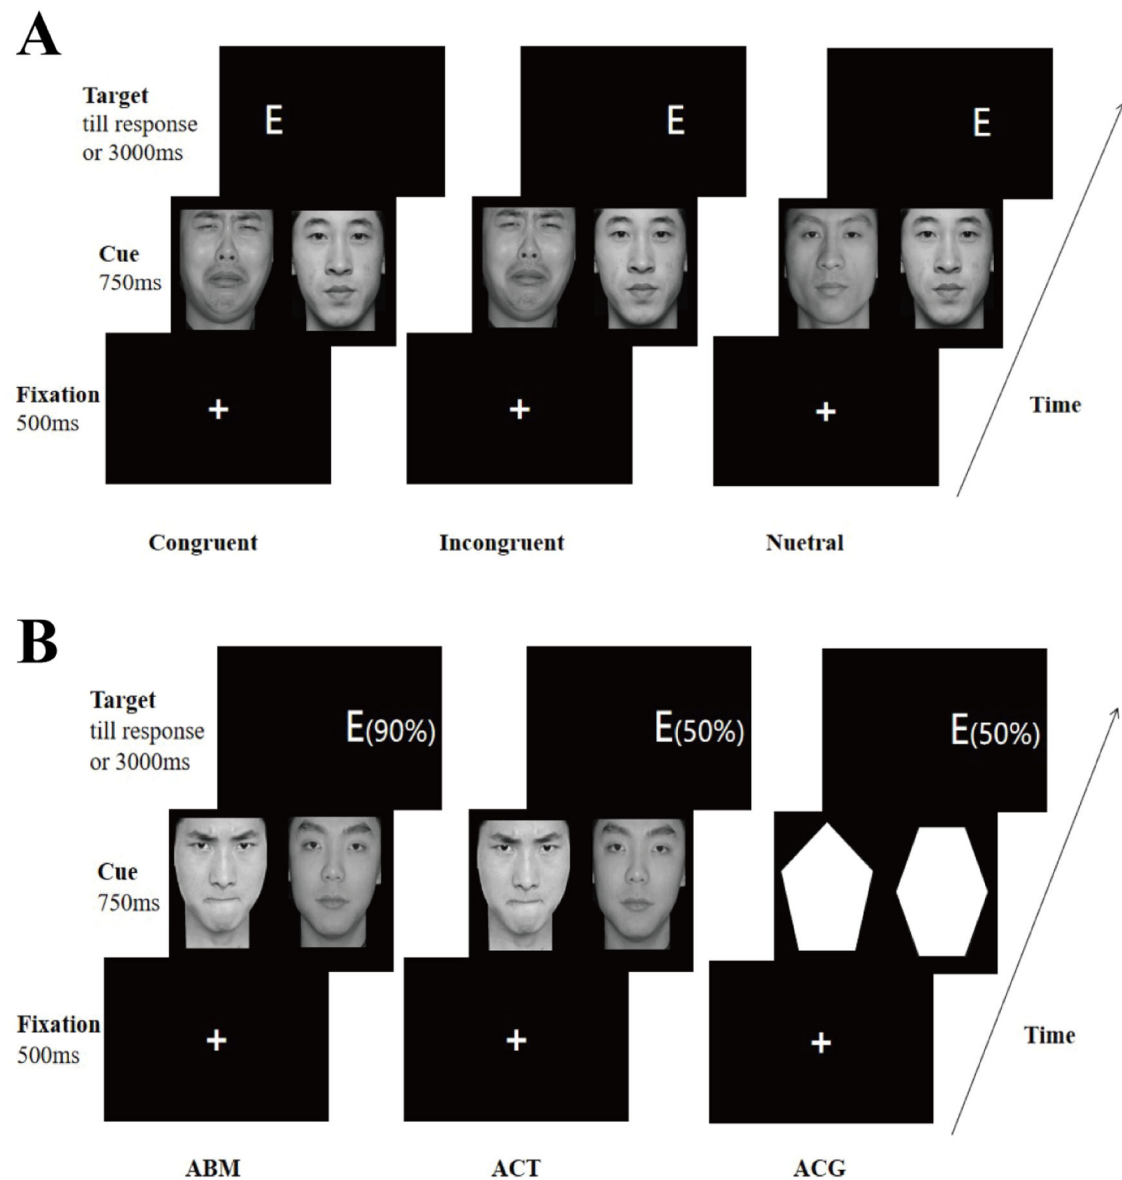 A
Target
till response
or 3000ms
E
E
E
Cue
750ms
Fixation
500ms
+
+
+
Time
Congruent
Incongruent
Nuetral
B
Target
till response
or 3000ms
E(90%)
E(50%)
E(50%)
Cue
750ms
Fixation
500ms
+
+
+
Time
ABM
ACT
ACG